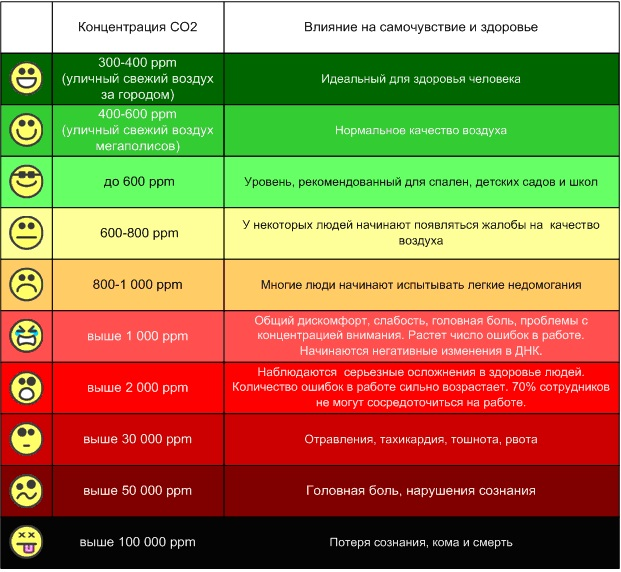 Концентрация CO2
Влияние на самочувствие и здоровье
300-400 ppm
(уличный свежий воздух
за городом)
Идеальный для здоровья человека
400-600 ppm
(уличный свежий воздух
мегаполисов)
Нормальное качество воздуха
до 600 ppm
Уровень, рекомендованный для спален, детских садов и школ
600-800 ppm
У некоторых людей начинают появляться жалобы на качество
воздуха
800-1 000 ppm
Многие люди начинают испытывать легкие недомогания
выше 1 000 ppm
Общий дискомфорт, слабость, головная боль, проблемы с
концентрацией внимания. Растет число ошибок в работе.
Начинаются негативные изменения в ДНК.
выше 2 000 ppm
Наблюдаются серьезные осложнения в здоровье людей.
Количество ошибок в работе сильно возрастает. 70% сотрудников
не могут сосредоточиться на работе.
выше 30 000 ppm
Отравления, тахикардия, тошнота, рвота
выше 50 000 ppm
Головная боль, нарушения сознания
выше 100 000 ppm
Потеря сознания, кома и смерть